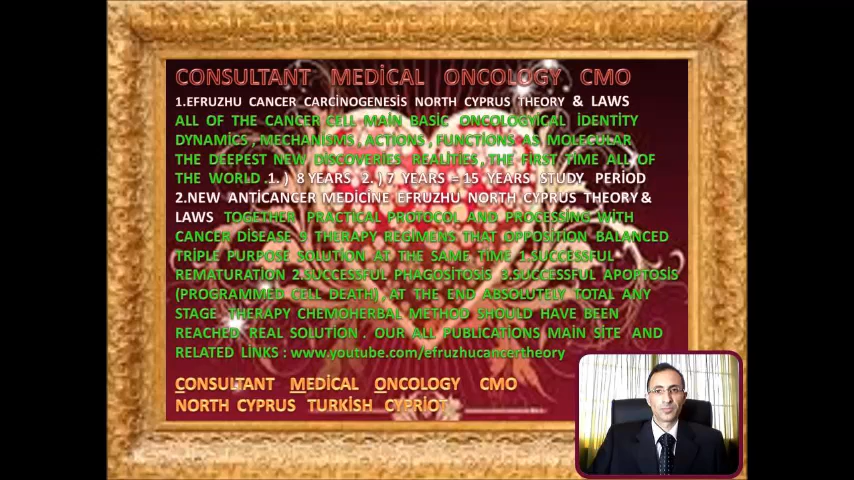 CONSULTANT MEDİCAL ONCOLOGY CMO
1.EFRUZHU CANCER CARCİNOGENESİS NORTH CYPRUS THEORY & LAWS
ALL OF THE CANCER CELL MAİN BASİC ONCOLOGYİCAL İDENTİTY
DYNAMİCS , MECHANİSMS , ACTİONS , FUNCTİONS AS MOLECULAR
THE DEEPEST NEW DİSCOVERİES REALİTİES , THE FİRST TİME ALL OF
THE WORLD .1. ) 8 YEARS 2. ) 7 YEARS = 15 YEARS STUDY PERİOD
2.NEW ANTİCANCER MEDİCİNE EFRUZHU NORTH CYPRUS THEORY &
LAWS TOGETHER PRACTİCAL PROTOCOL AND PROCESSİNG WİTH
CANCER DİSEASE 9 THERAPY REGİMENS THAT OPPOSİTİON BALANCED
TRİPLE PURPOSE SOLUTİON AT THE SAME TİME 1.SUCCESSFUL
REMATURATİON 2.SUCCESSFUL PHAGOSİTOSİS 3.SUCCESSFUL APOPTOSİS
(PROGRAMMED CELL DEATH) , AT THE END ABSOLUTELY TOTAL ANY
STAGE THERAPY CHEMOHERBAL METHOD SHOULD HAVE BEEN
REACHED REAL SOLUTİON . OUR ALL PUBLİCATİONS MAİN SİTE AND
RELATED LINKS : www.youtube.com/efruzhucancertheory
CONSULTANT MEDİCAL ONCOLOGY CMO
NORTH CYPRUS TURKİSH CYPRİOT